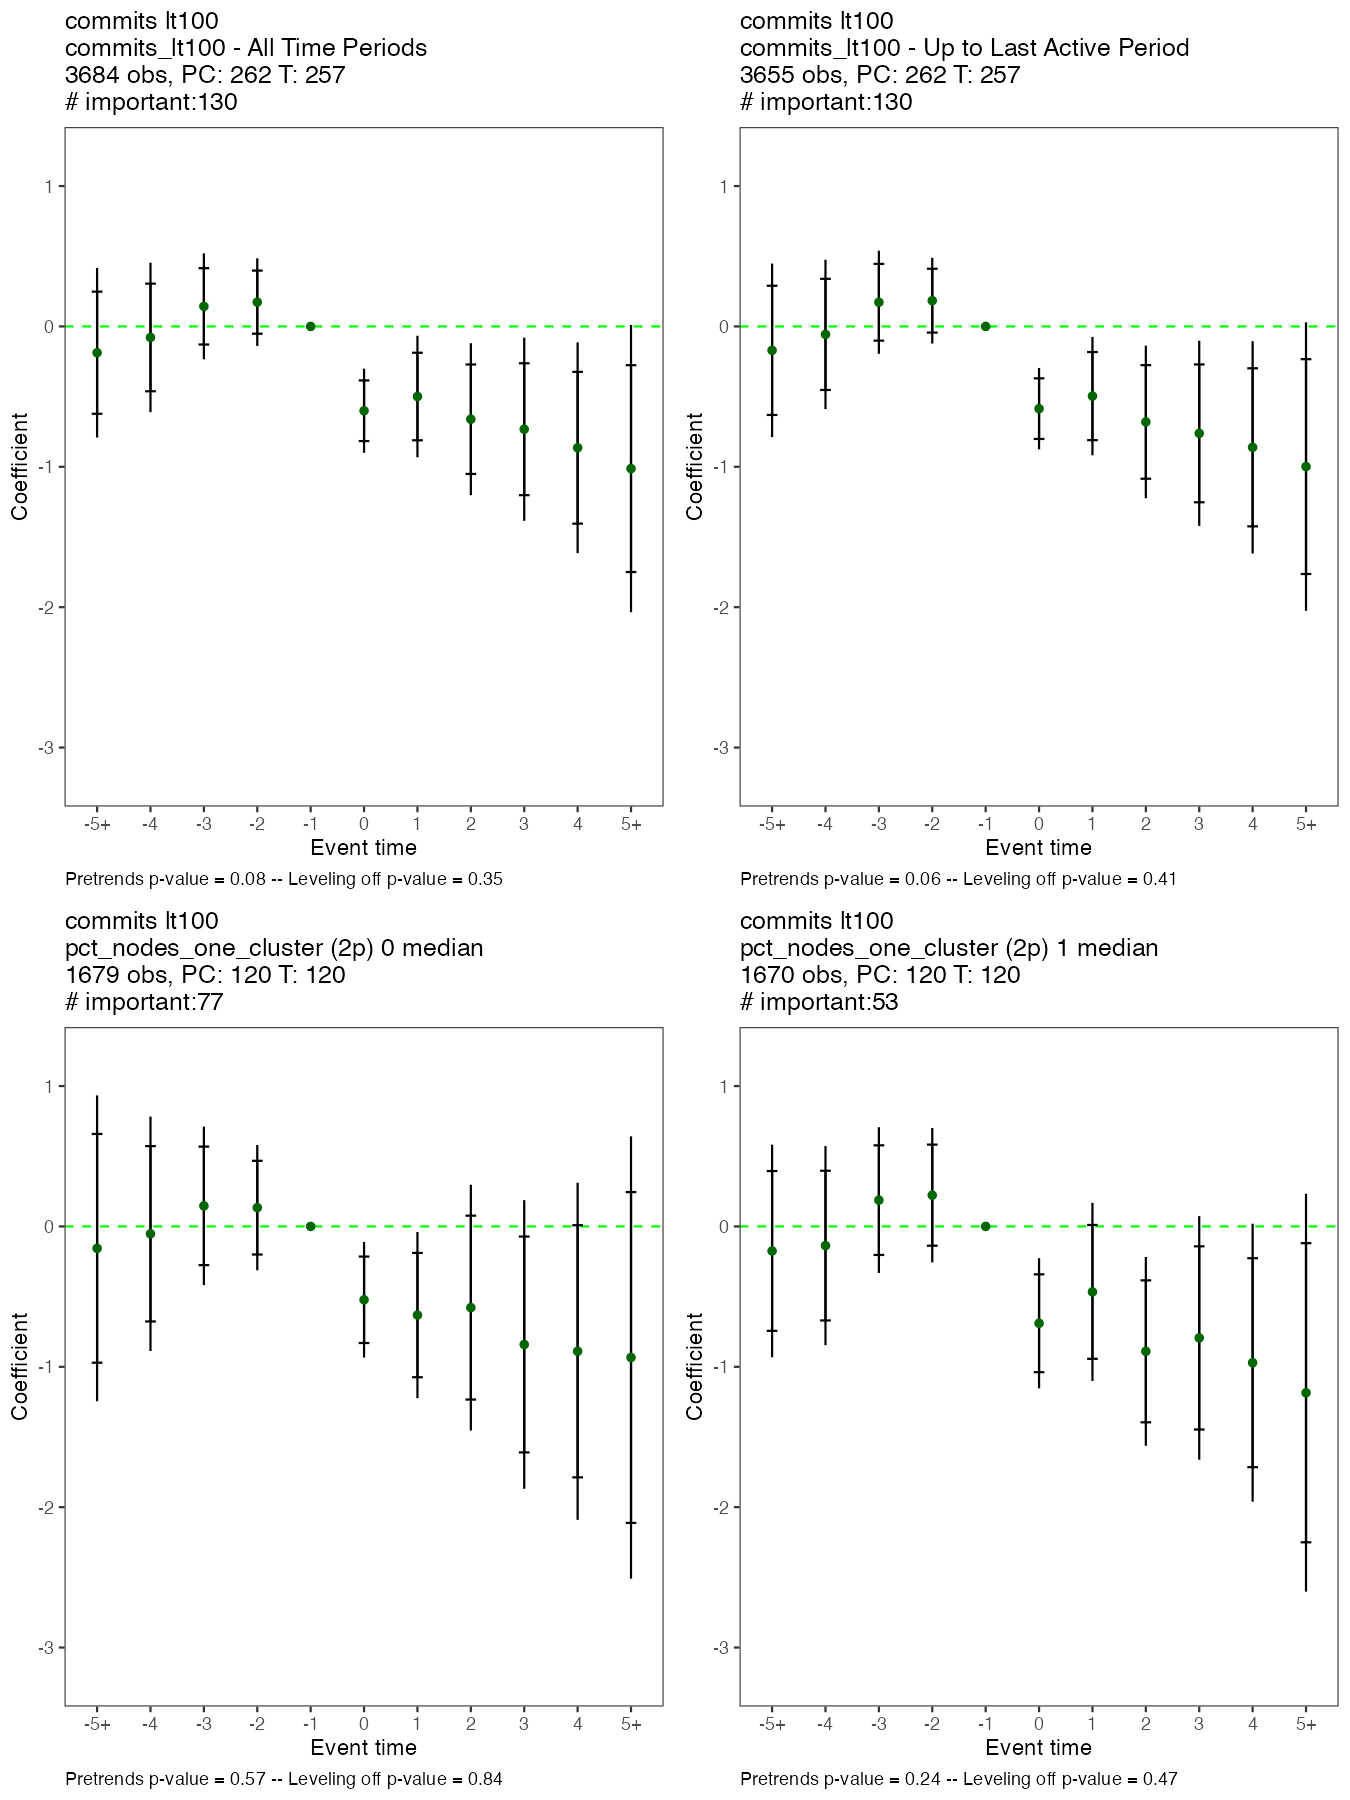 commits lt100
commits_lt100 - All Time Periods
3684 obs, PC: 262 T: 257
# important:130
Coefficient
1
0
-1
-2
-3
-5+ -4 -3 -2 -1 0 1 2 3 4 5+
Event time
Pretrends p-value = 0.08 -- Leveling off p-value = 0.35
commits lt100
commits_lt100 - Up to Last Active Period
3655 obs, PC: 262 T: 257
# important:130
Coefficient
1
0
-1
-2
-3
-5+ -4 -3 -2 -1 0 1 2 3 4 5+
Event time
Pretrends p-value = 0.06 -- Leveling off p-value = 0.41
commits lt100
pct_nodes_one_cluster (2p) 0 median
1679 obs, PC: 120 T: 120
# important:77
Coefficient
1
0
-1
-2
-3
-5+ -4 -3 -2 -1 0 1 2 3 4 5+
Event time
Pretrends p-value = 0.57 -- Leveling off p-value = 0.84
commits lt100
pct_nodes_one_cluster (2p) 1 median
1670 obs, PC: 120 T: 120
# important:53
Coefficient
1
0
-1
-2
-3
-5+ -4 -3 -2 -1 0 1 2 3 4 5+
Event time
Pretrends p-value = 0.24 -- Leveling off p-value = 0.47